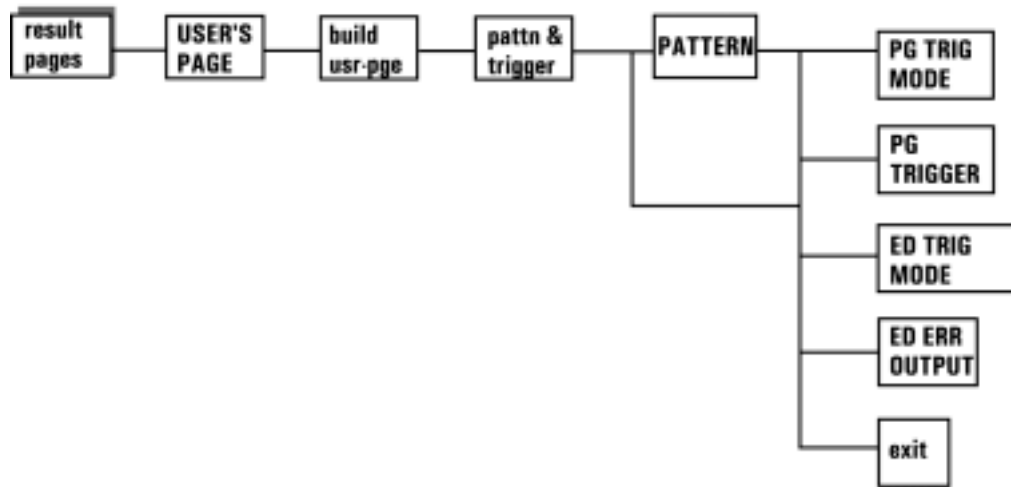 result
pages
USER'S
PAGE
build
usr-pge
pattn &
trigger
PATTERN
PG TRIG
MODE
PG
TRIGGER
ED TRIG
MODE
ED ERR
OUTPUT
exit